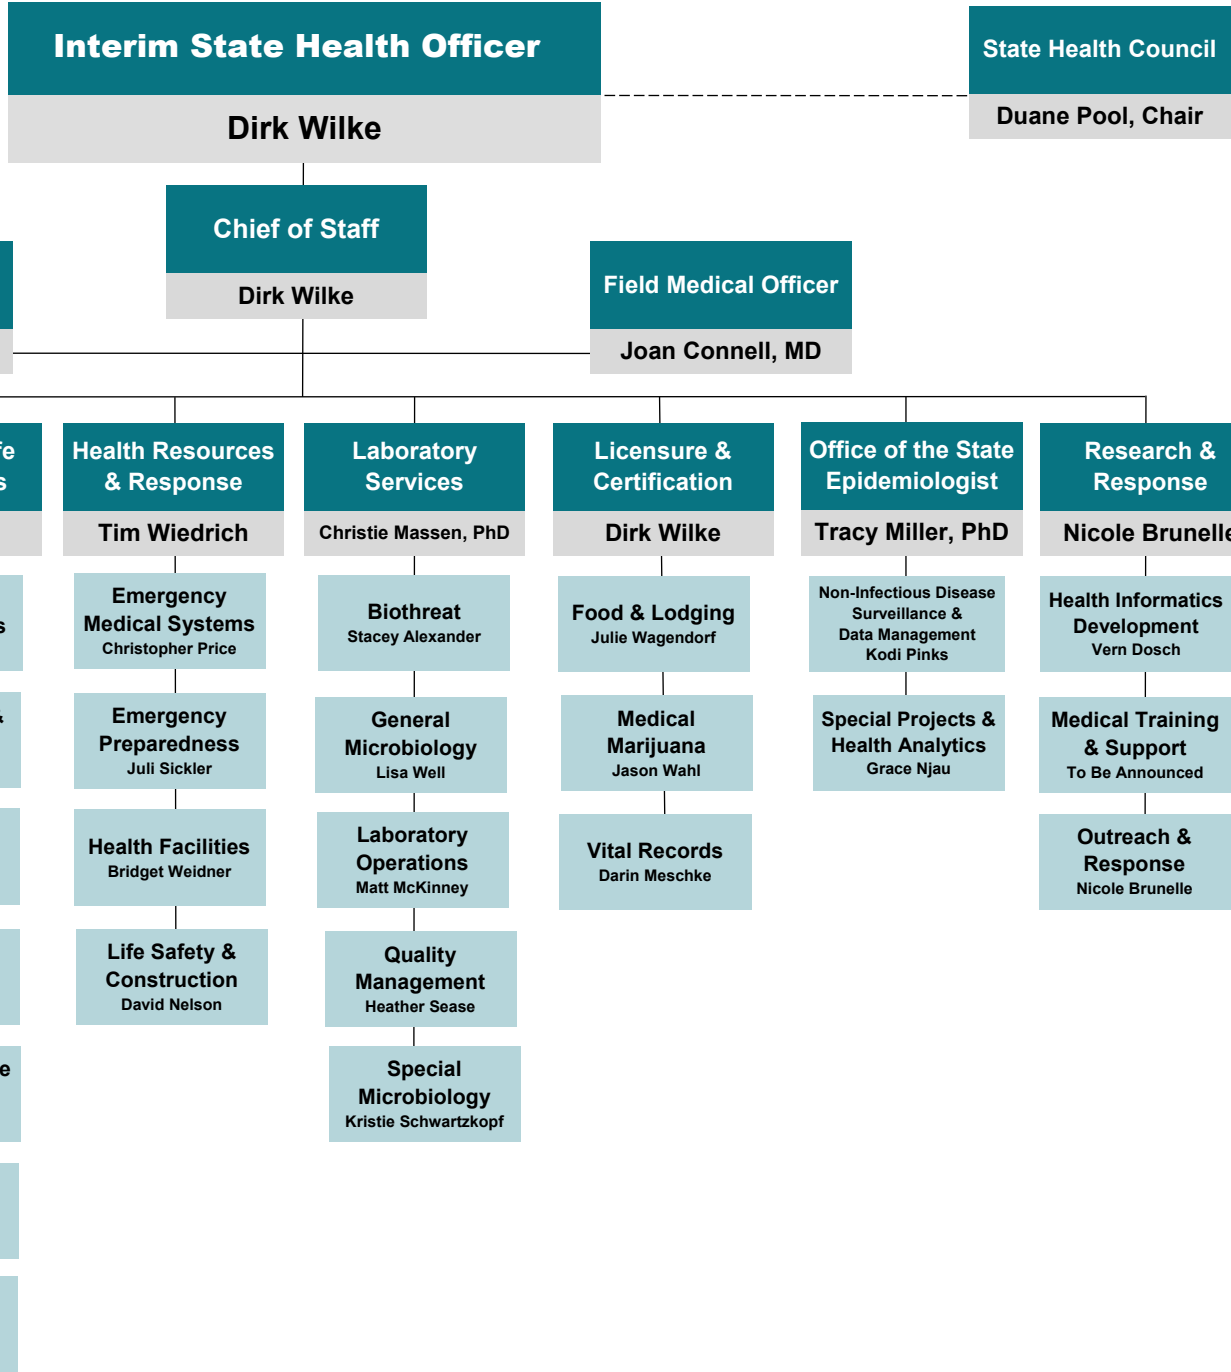 Interim State Health Officer
Dirk Wilke
State Health Council
Duane Pool, Chair
Chief of Staff
Dirk Wilke
Field Medical Officer
Joan Connell, MD
Health Resources
& Response
Tim Wiedrich
Emergency
Medical Systems
Christopher Price
Emergency
Preparedness
Juli Sickler
Health Facilities
Bridget Weidner
Life Safety &
Construction
David Nelson
Laboratory
Services
Christie Massen, PhD
Biothreat
Stacey Alexander
General
Microbiology
Lisa Well
Laboratory
Operations
Matt McKinney
Quality
Management
Heather Sease
Special
Microbiology
Kristie Schwartzkopf
Licensure &
Certification
Dirk Wilke
Food & Lodging
Julie Wagendorf
Medical
Marijuana
Jason Wahl
Vital Records
Darin Meschke
Office of the State
Epidemiologist
Tracy Miller, PhD
Non-Infectious Disease
Surveillance &
Data Management
Kodi Pinks
Special Projects &
Health Analytics
Grace Njau
Research &
Response
Nicole Brunelle
Health Informatics
Development
Vern Dosch
Medical Training
& Support
To Be Announced
Outreach &
Response
Nicole Brunelle